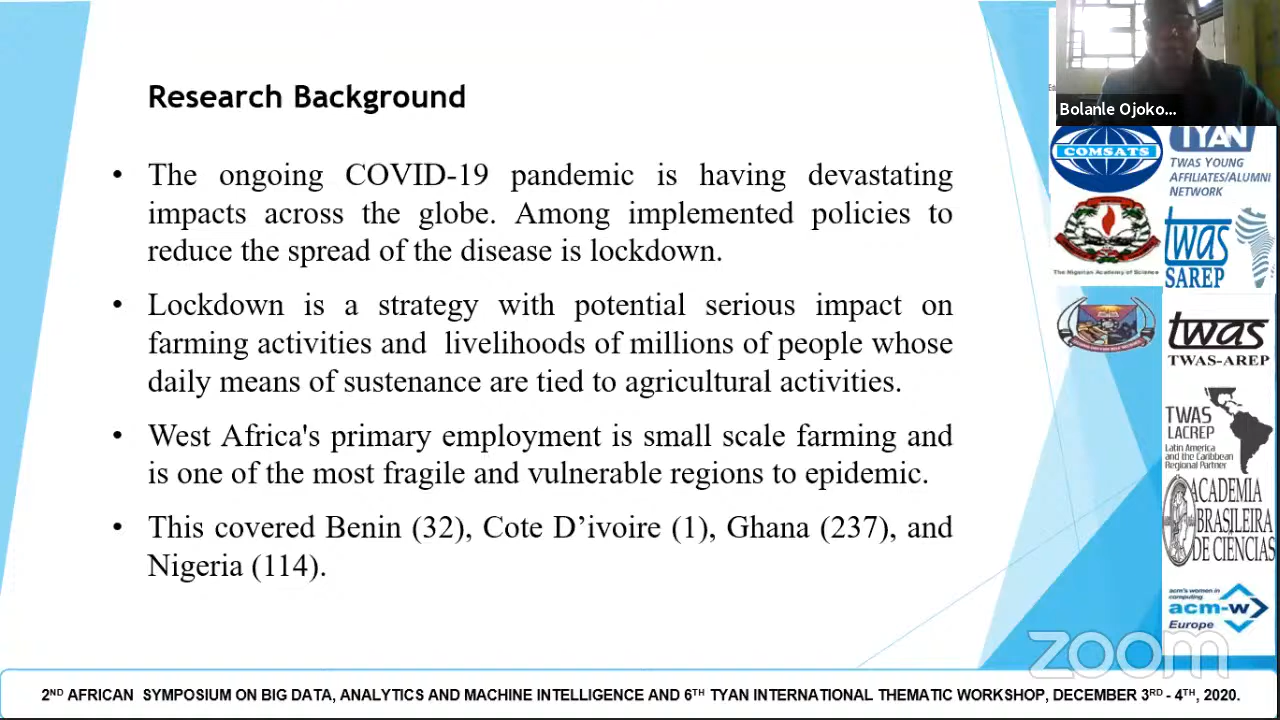 Research Background
• The ongoing COVID-19 pandemic is having devastating
impacts across the globe. Among implemented policies to
reduce the spread of the disease is lockdown.
• Lockdown is a strategy with potential serious impact on
farming activities and livelihoods of millions of people whose
daily means of sustenance are tied to agricultural activities.
• West Africa's primary employment is small scale farming and
is one of the most fragile and vulnerable regions to epidemic.
• This covered Benin (32), Cote D’ivoire (1), Ghana (237), and
Nigeria (114).
Bolanle Ojoko...
COMSATS
TYAN
TWAS YOUNG
AFFILIATES/ALUMNI
NETWORK
The Nigerian Academy of Science
twas
SAREP
twas
TWAS-AREP
TWAS
LACREP
Latin America
and the Caribbean
Regional Partner
ACADEMIA
BRASILEIRA
DE CIÊNCIAS
acm's women in
computing
acm-w
Europe
zoom
2ND AFRICAN SYMPOSIUM ON BIG DATA, ANALYTICS AND MACHINE INTELLIGENCE AND 6TH TYAN INTERNATIONAL THEMATIC WORKSHOP, DECEMBER 3RD - 4TH, 2020.